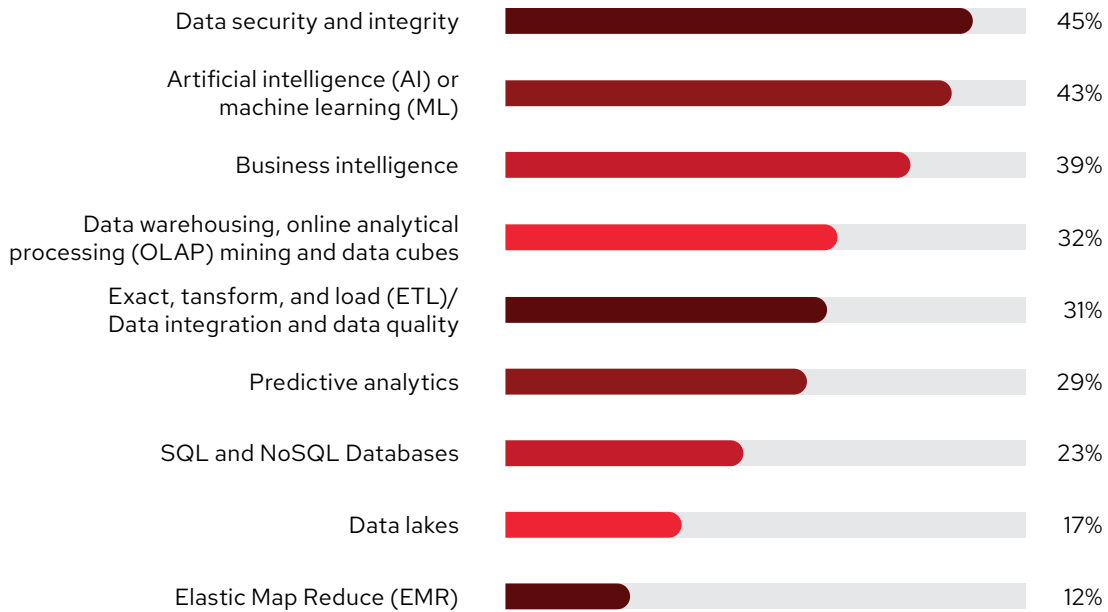 Data security and integrity 45%
Artificial intelligence (AI) or
machine learning (ML) 43%
Business intelligence 39%
Data warehousing, online analytical
processing (OLAP) mining and data cubes 32%
Exact, tansform, and load (ETL)/
Data integration and data quality 31%
Predictive analytics 29%
SQL and NoSQL Databases 23%
Data lakes 17%
Elastic Map Reduce (EMR) 12%